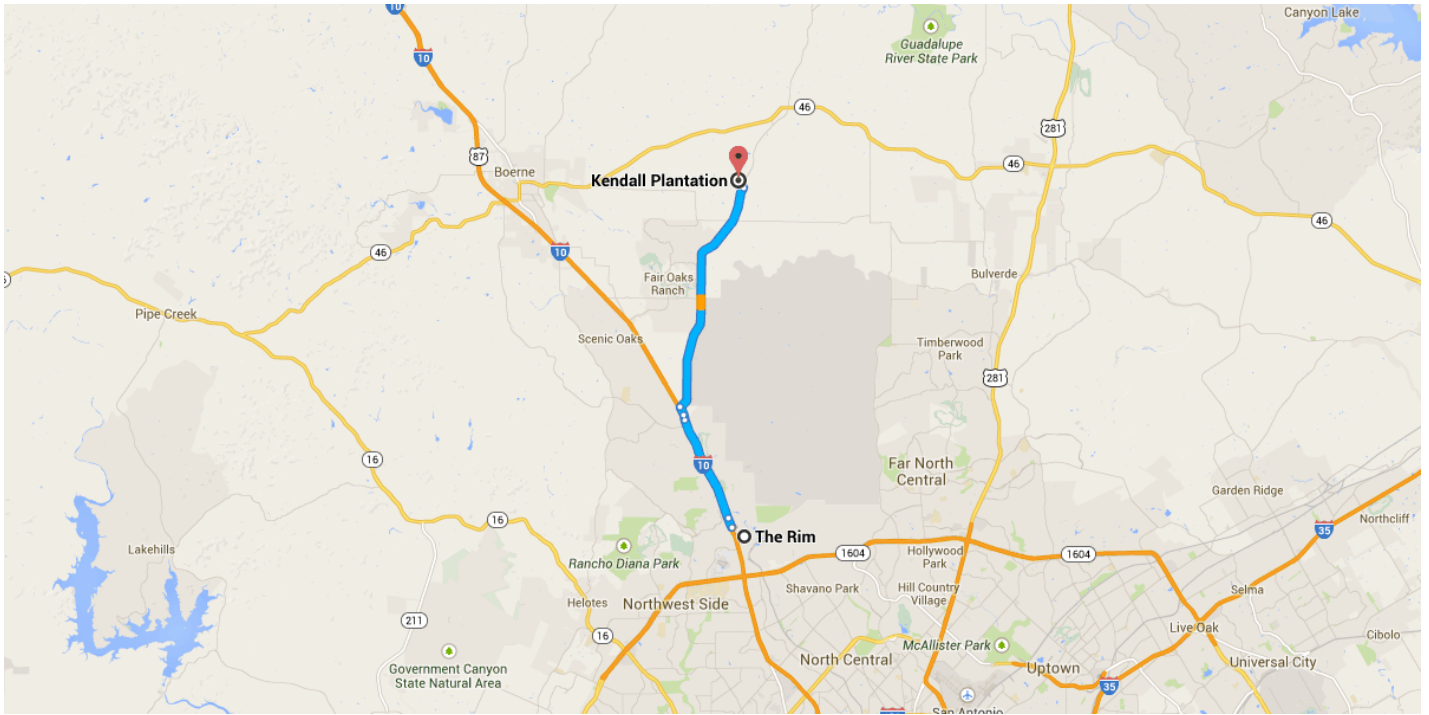 10
Canyon Lake
Guadalupe
River State Park
10
46
281
87
46
Boerne
Kendall Plantation
46
46
10
Fair Oaks
Ranch
Bulverde
Pipe Creek
Scenic Oaks
Timberwood
Park
281
16
10
Far North
Central
Garden Ridge
16
Northcliff
35
The Rim
Lakehills
Rancho Diana Park
1604
Hollywood
Park
1604
Shavano Park
Hill Country
Village
Selma
Helotes
Northwest Side
211
16
Live Oak
Cibolo
McAllister Park
Government Canyon
State Natural Area
North Central
Uptown
Universal City
35
San Antonio